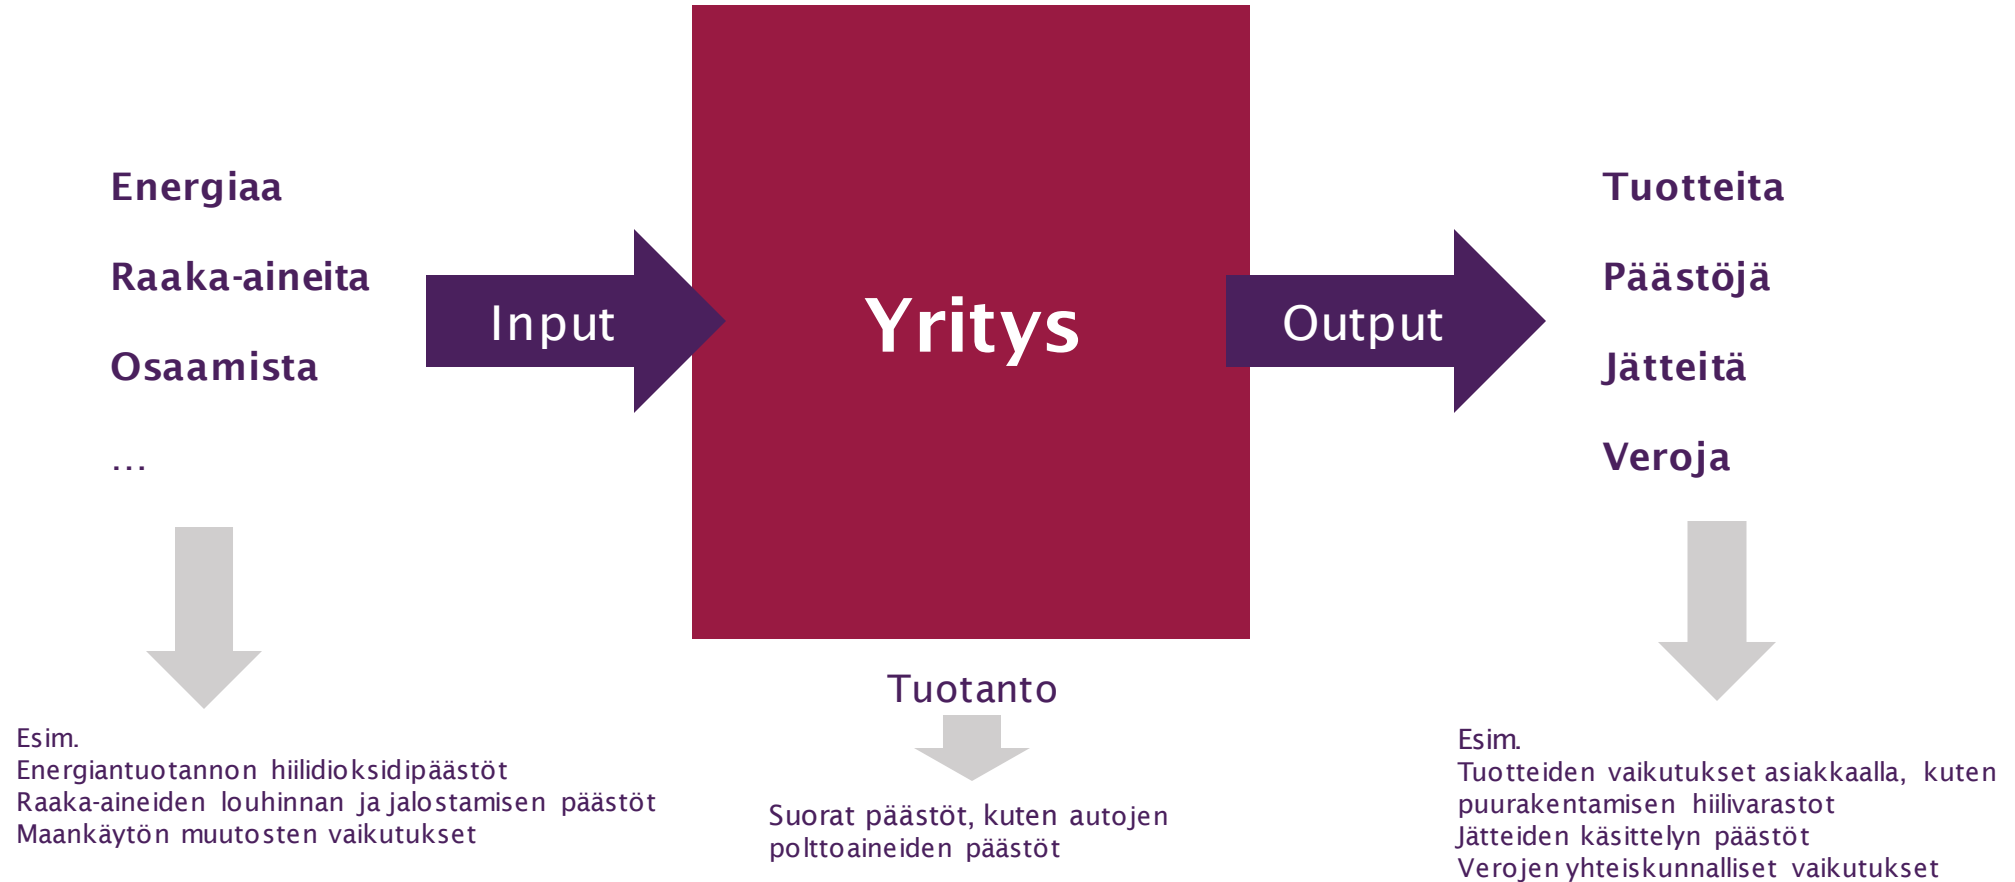 Energiaa
Raaka-aineita
Osaamista
...
Input
Yritys
Output
Tuotteita
Päästöjä
Jätteitä
Veroja
Esim.
Energiantuotannon hiilidioksidipäästöt
Raaka-aineiden louhinnan ja jalostamisen päästöt
Maankäytön muutosten vaikutukset
Tuotanto
Suorat päästöt, kuten autojen
polttoaineiden päästöt
Esim.
Tuotteiden vaikutukset asiakkaalla, kuten
puurakentamisen hiilivarastot
Jätteiden käsittelyn päästöt
Verojen yhteiskunnalliset vaikutukset